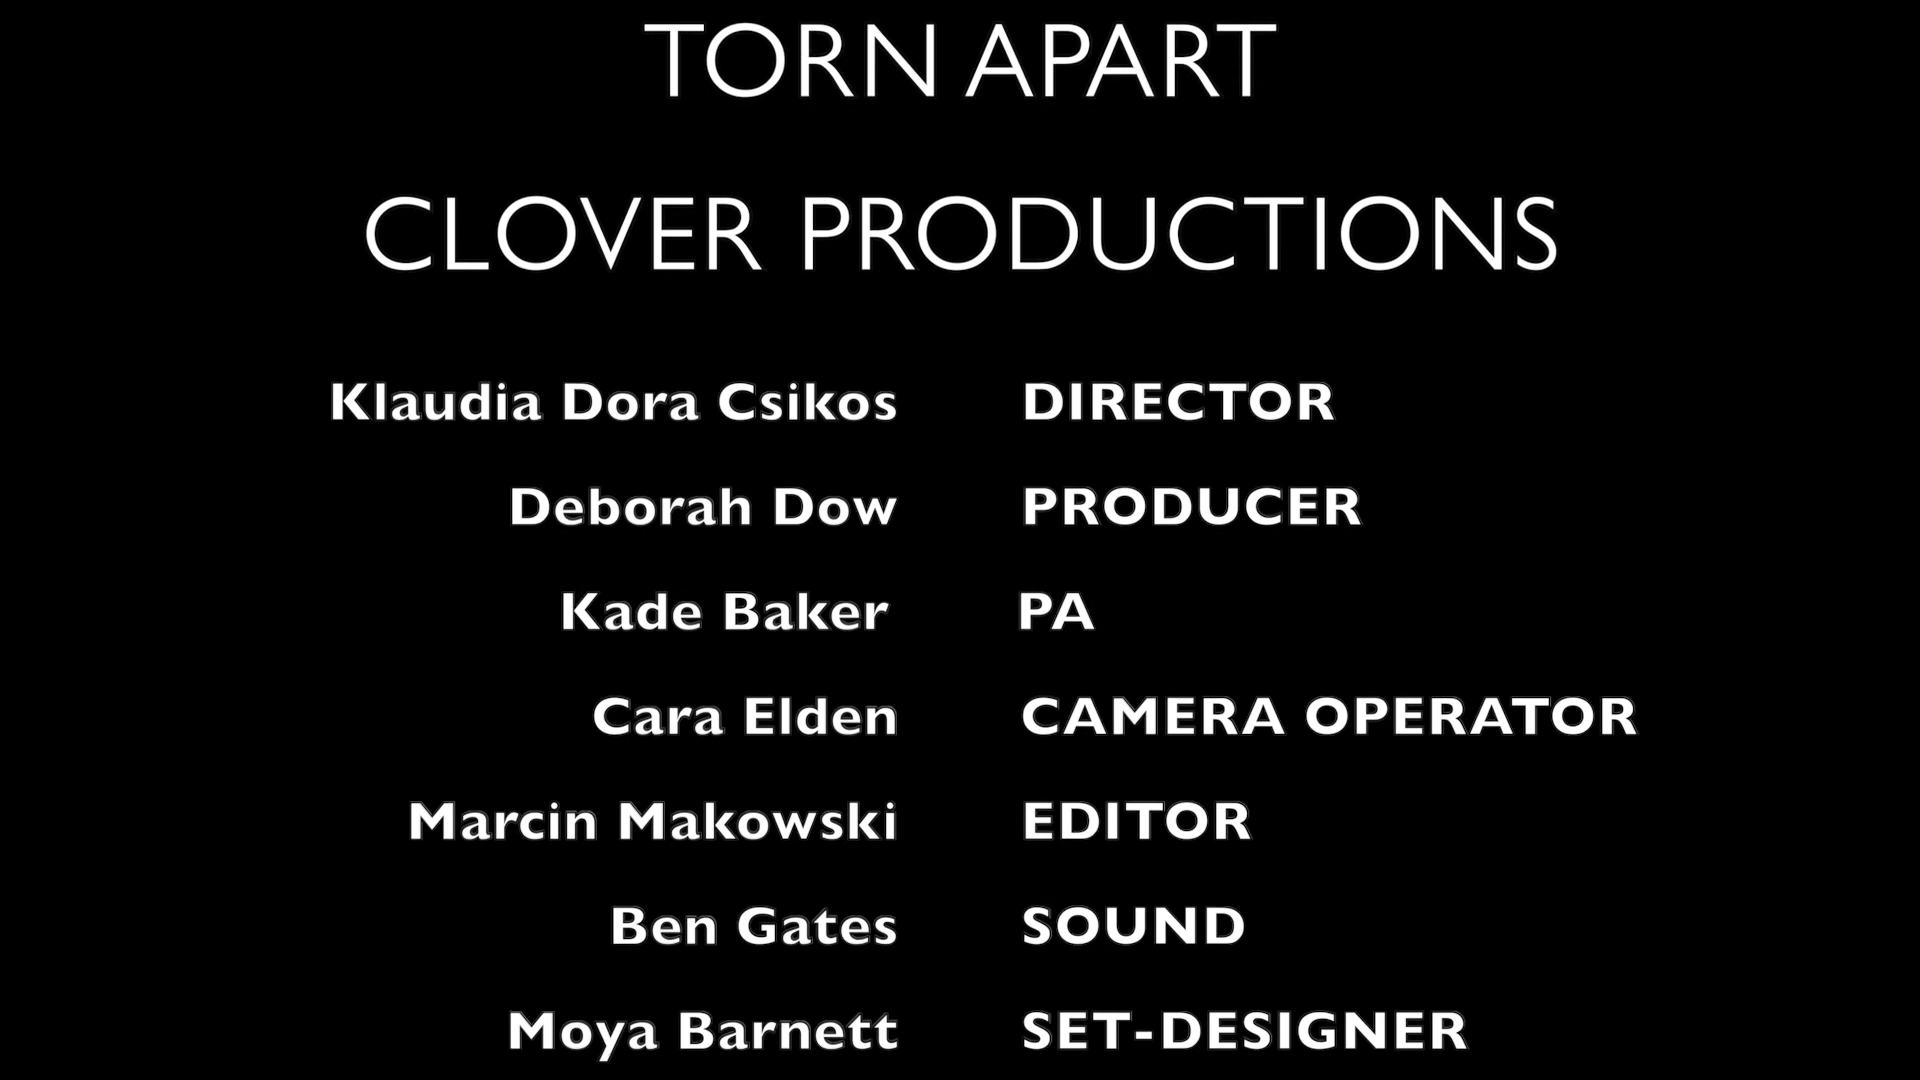 TORN APART
CLOVER PRODUCTIONS
Klaudia Dora Csikos DIRECTOR
Deborah Dow PRODUCER
Kade Baker PA
Cara Elden CAMERA OPERATOR
Marcin Makowski EDITOR
Ben Gates SOUND
Moya Barnett SET-DESIGNER